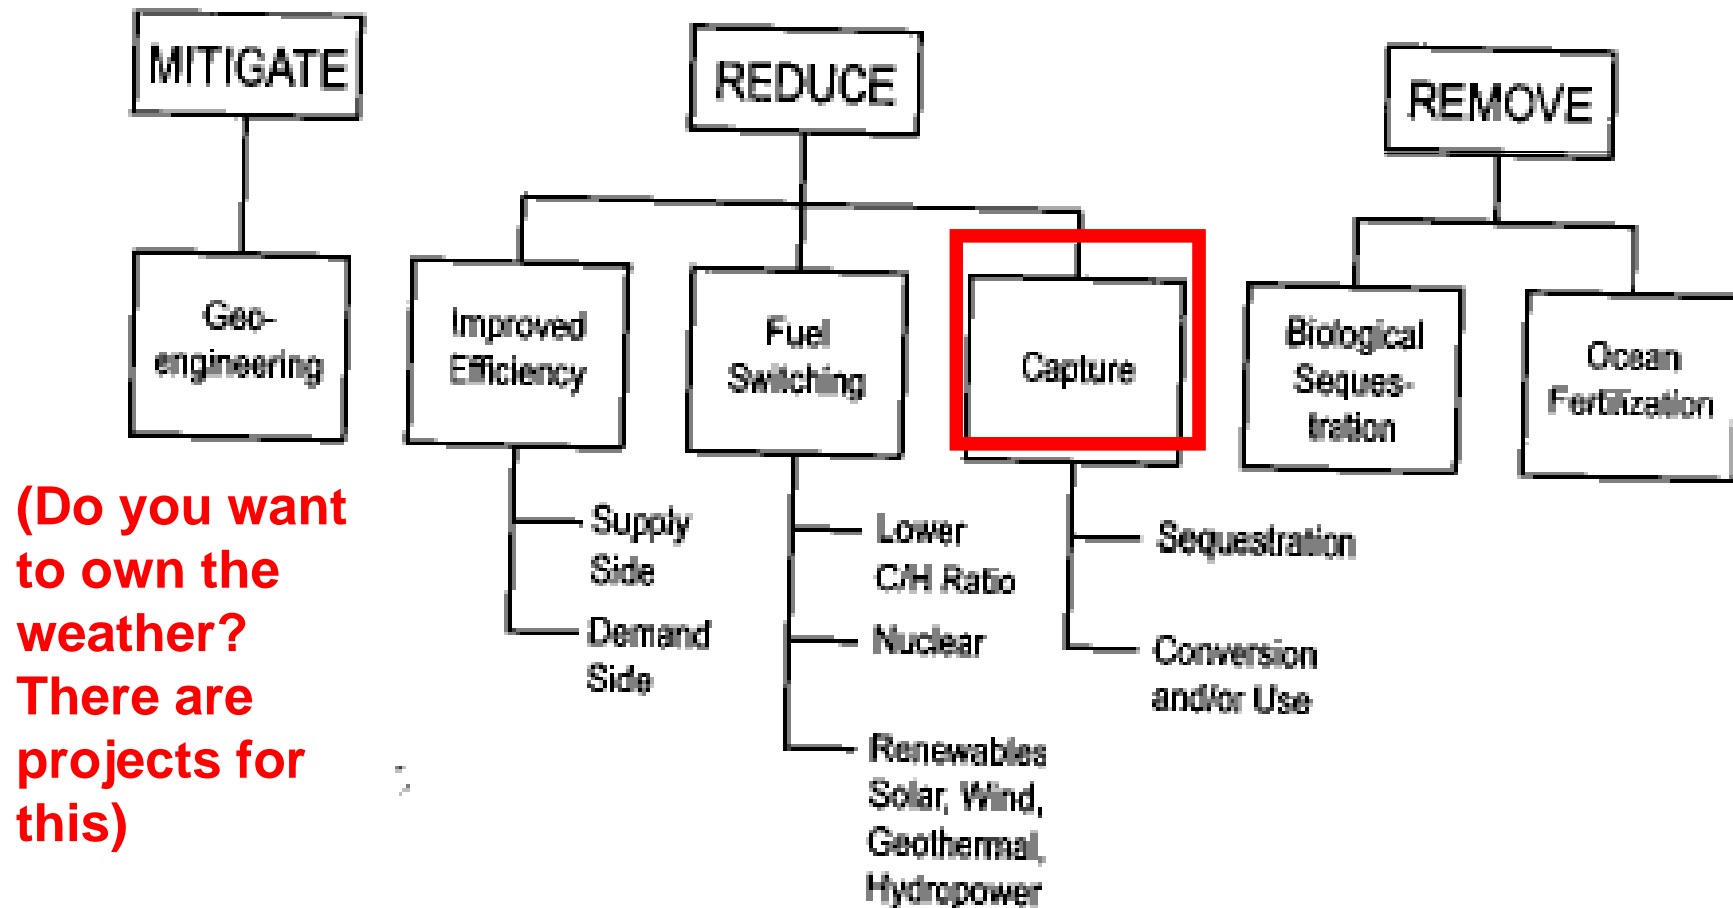 MITIGATE
REDUCE
REMOVE
Geo-
engineering
Improved
Efficiency
Fuel
Switching
Capture
Biological
Seques-
tration
Ocean
Fertilization
Supply
Side
Demand
Side
Lower
C/H Ratio
Nuclear
Renewables
Solar, Wind,
Geothermal,
Hydropower
Sequestration
Conversion
and/or Use
(Do you want
to own the
weather?
There are
projects for
this)